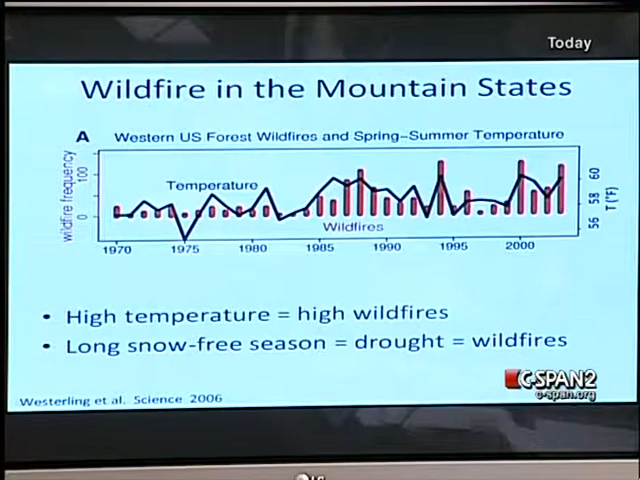 Today
Wildfire in the Mountain States
A Western US Forest Wildfires and Spring-Summer Temperature
wildfire frequency
0 100
Temperature
Wildfires
56 58 60
T (°F)
1970 1975 1980 1985 1990 1995 2000
• High temperature = high wildfires
• Long snow-free season = drought = wildfires
C-SPAN2
c-span.org
Westerling et al. Science 2006
LG